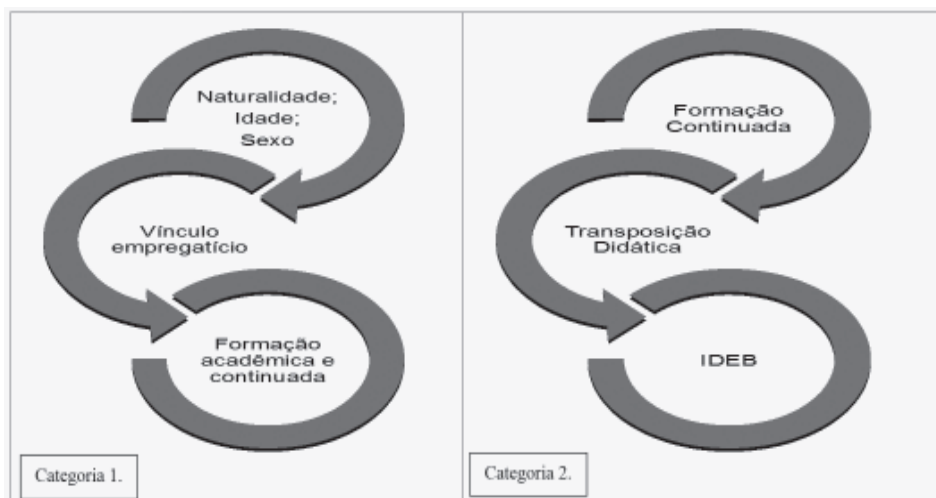 Naturalidade;
Idade;
Sexo
Vínculo
empregatício
Formação
acadêmica e
continuada
Categoria 1.
Formação
Continuada
Transposição
Didática
IDEB
Categoria 2.